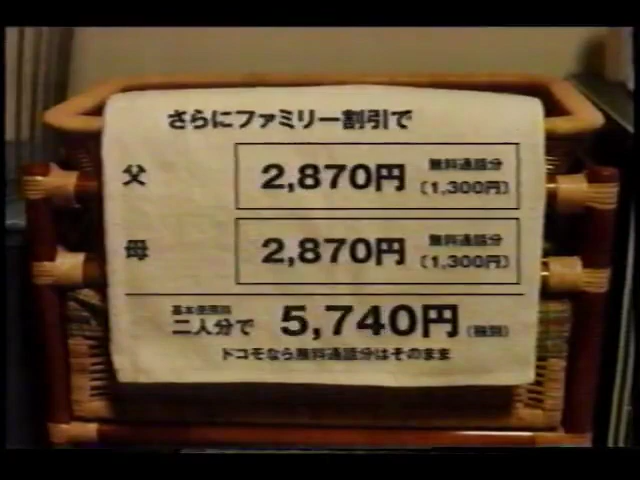 さらにファミリー割引で
父 2,870円 無料通話分 (1,300円)
母 2,870円 無料通話分 (1,300円)
基本使用料
二人分で 5,740円 (税別)
ドコモなら無料通話分はそのまま